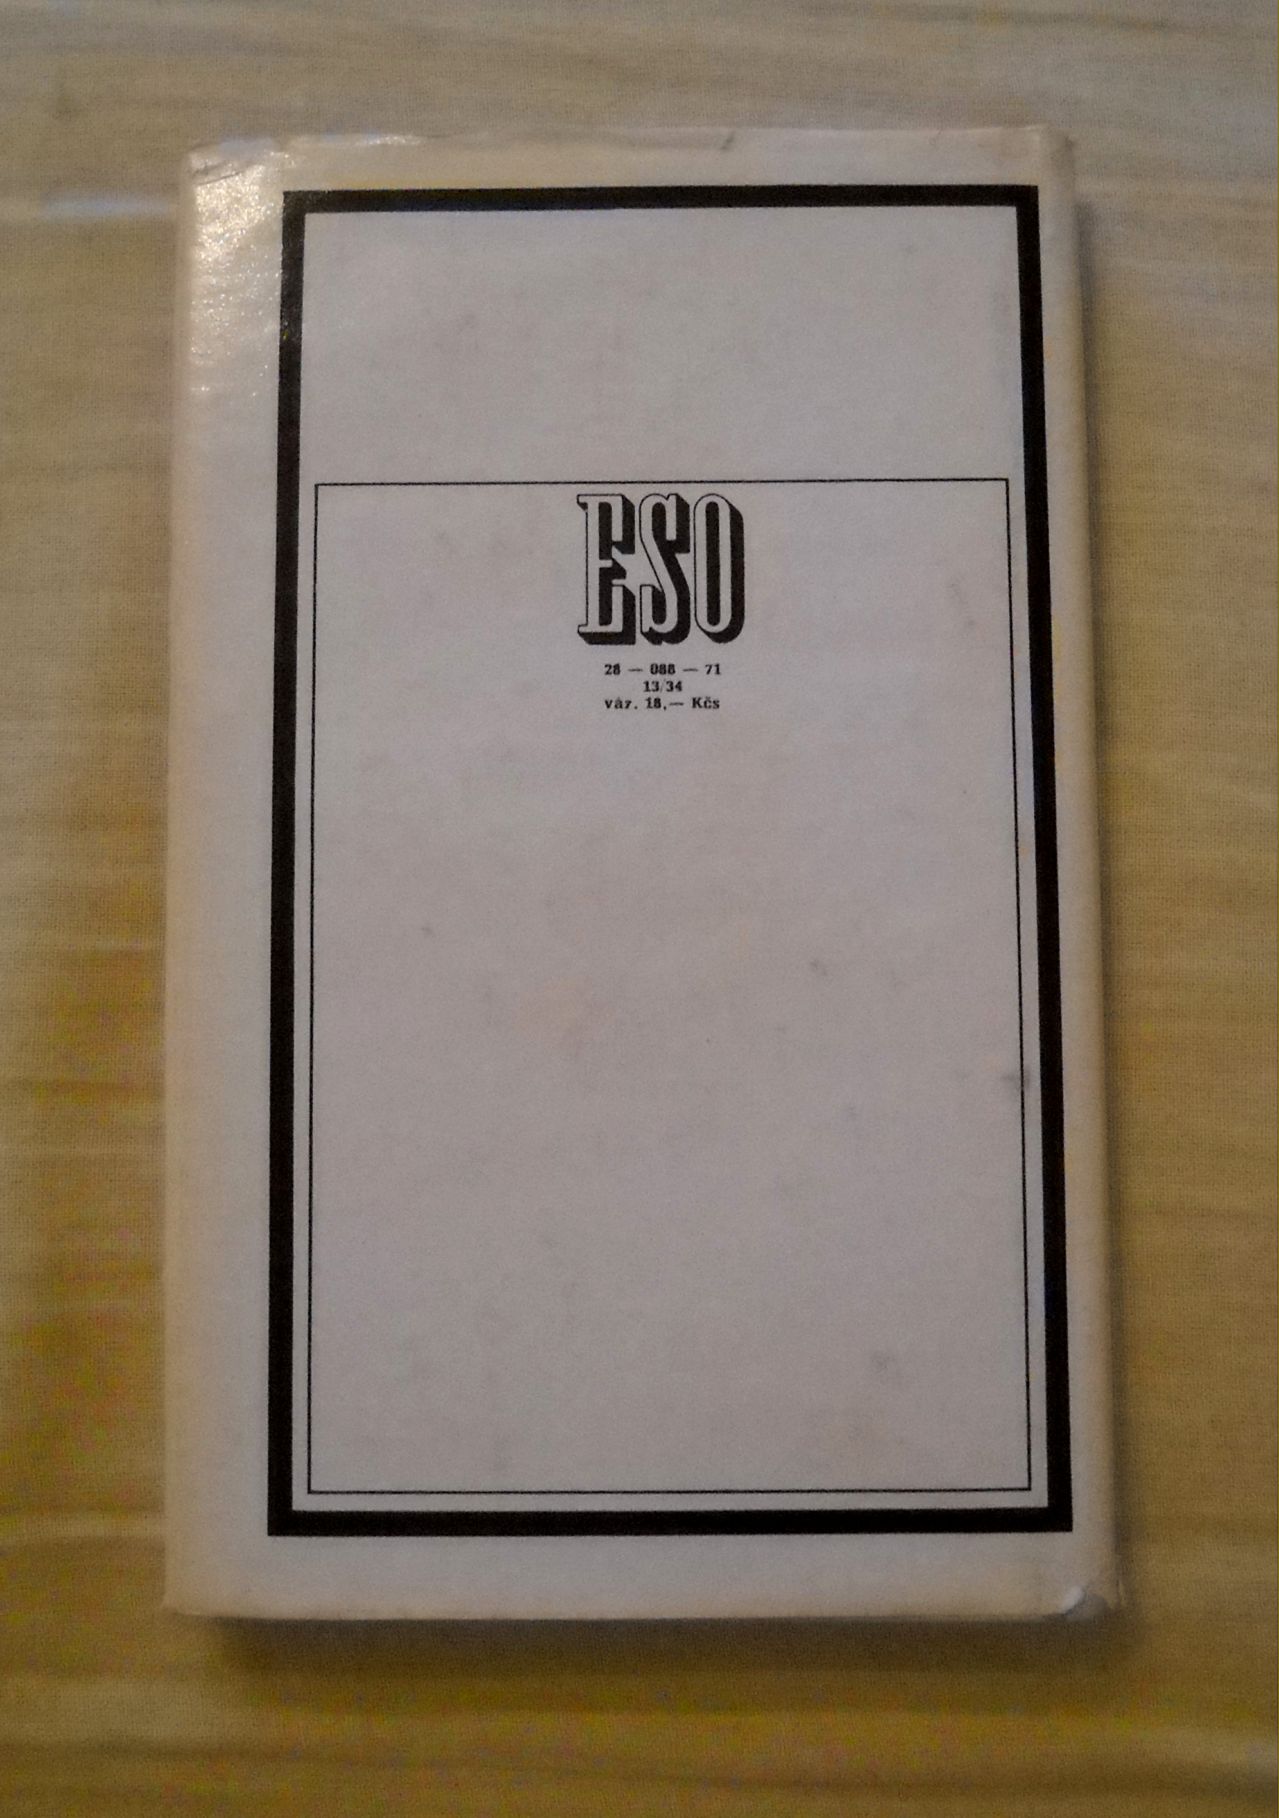 ESO
28 — 088 — 71
13/34
váz. 18,— Kčs